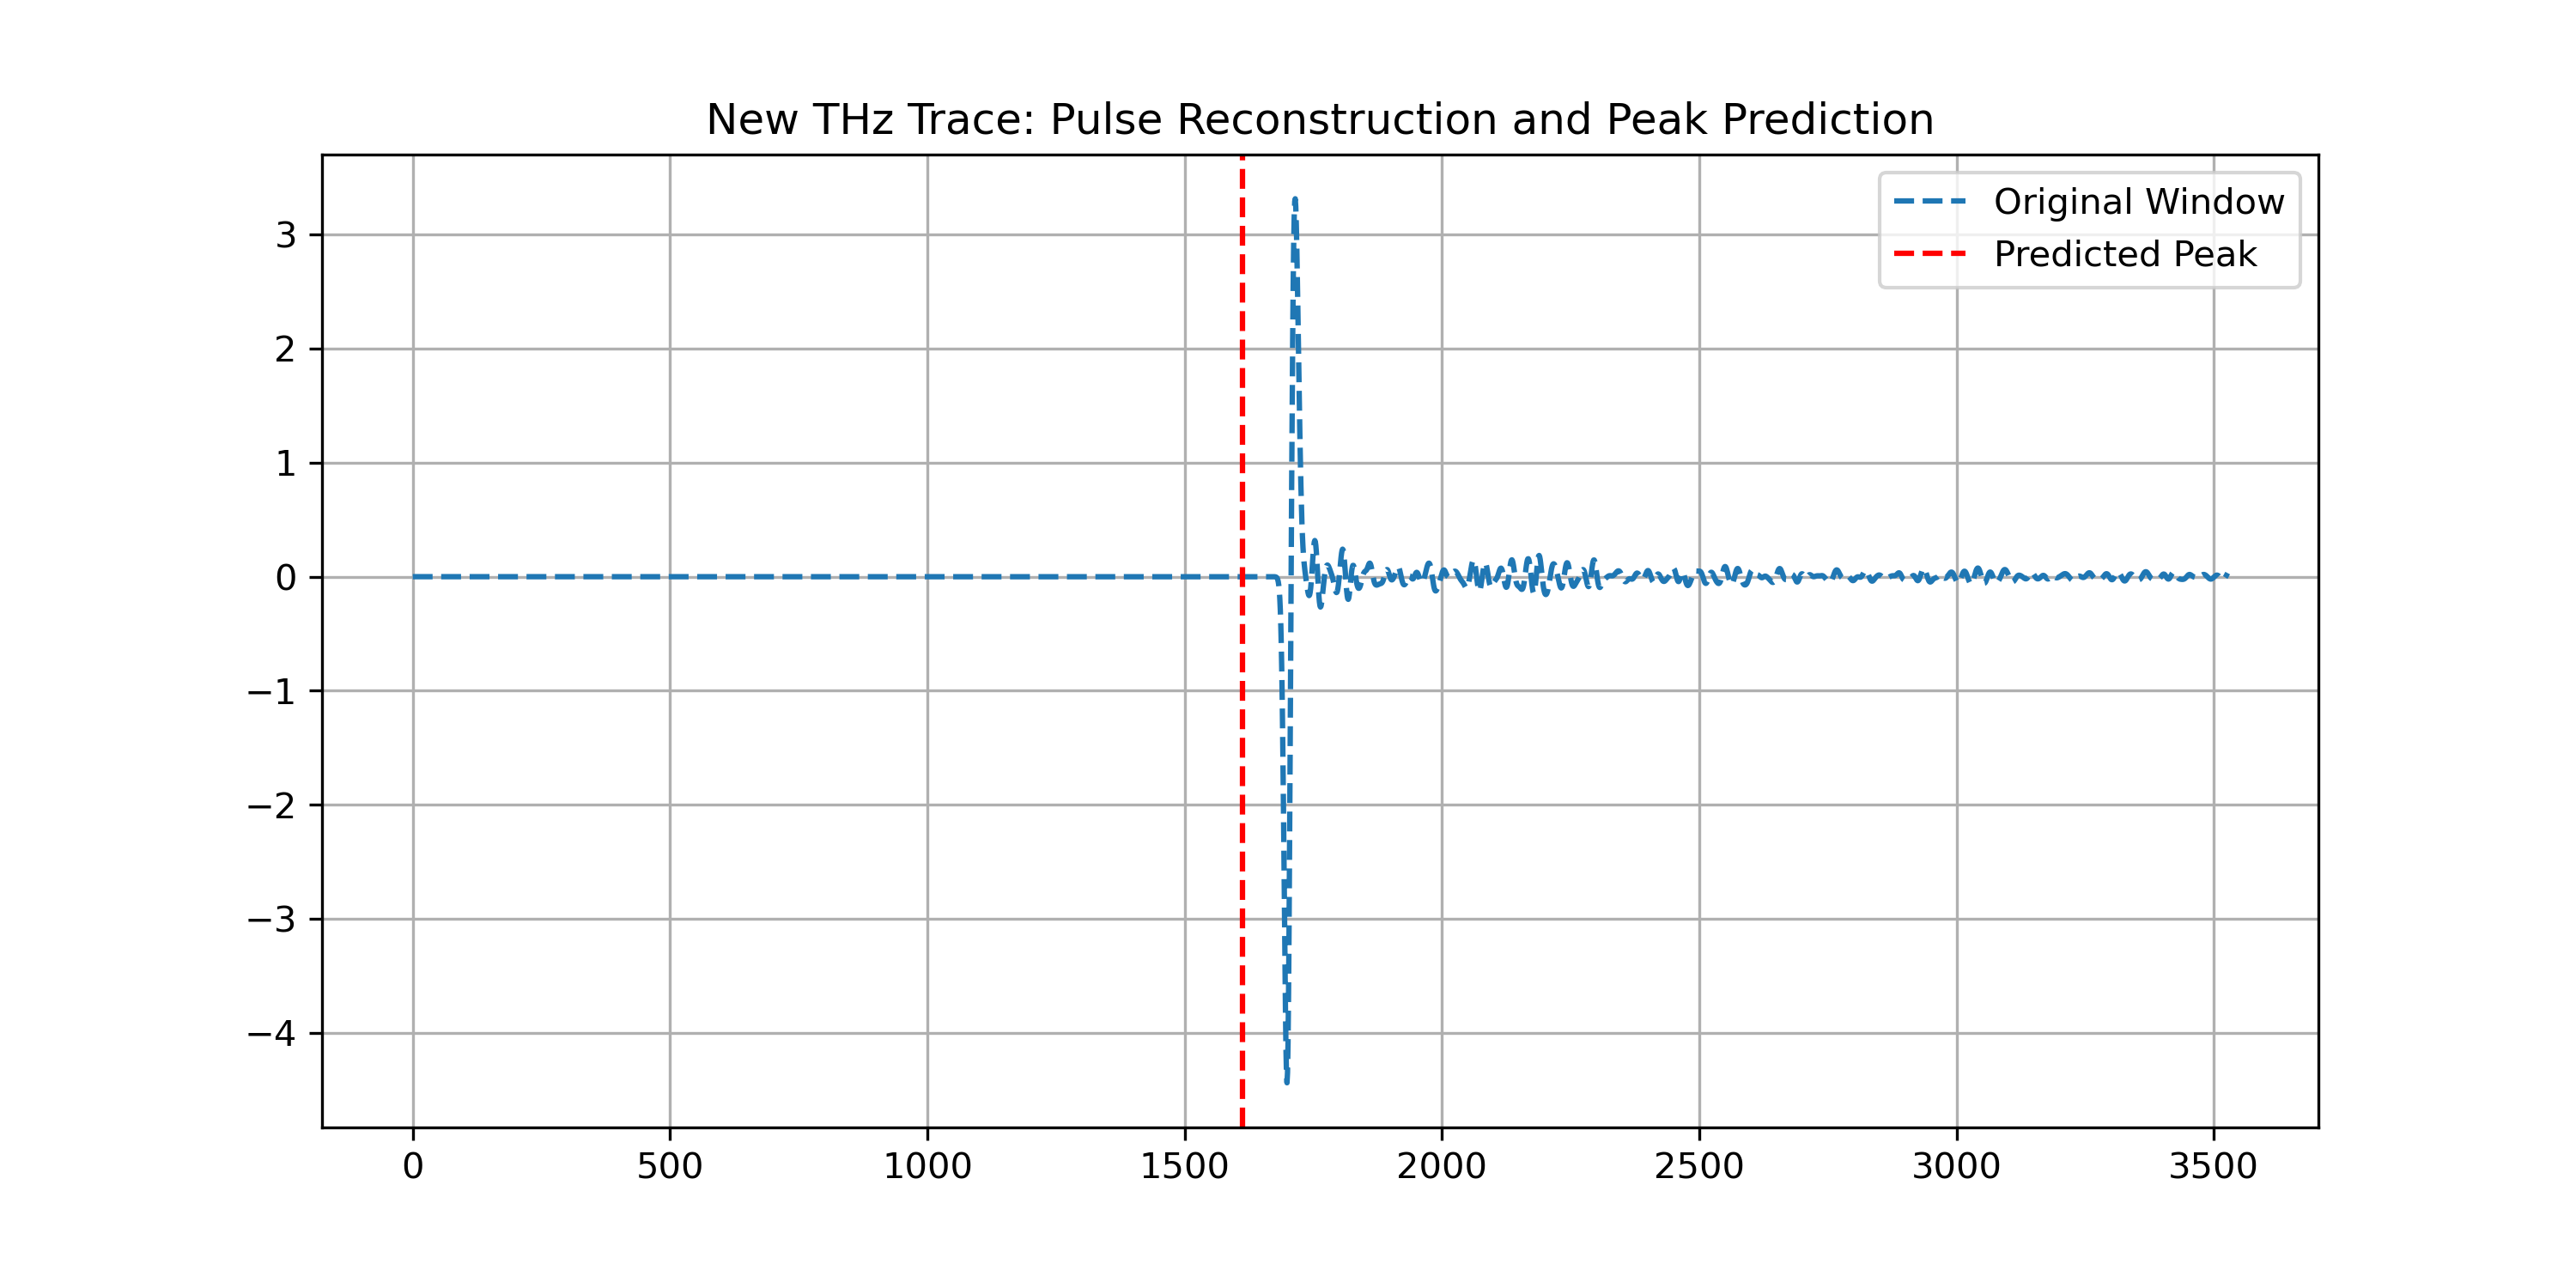 New THz Trace: Pulse Reconstruction and Peak Prediction
Original Window
Predicted Peak
3
2
1
0
−1
−2
−3
−4
0 500 1000 1500 2000 2500 3000 3500